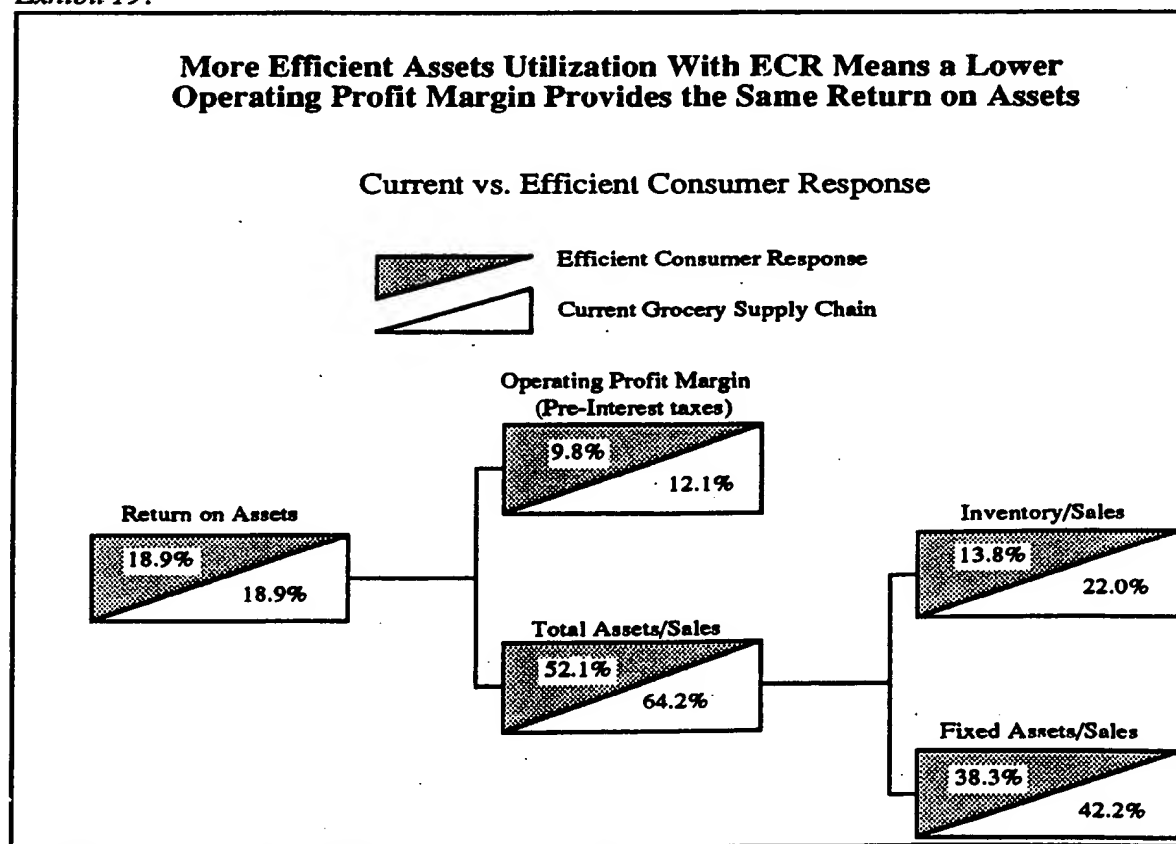 Exhibit 19:
More Efficient Assets Utilization With ECR Means a Lower
Operating Profit Margin Provides the Same Return on Assets
Current vs. Efficient Consumer Response
Efficient Consumer Response
Current Grocery Supply Chain
Operating Profit Margin
(Pre-Interest taxes)
9.8%
12.1%
Return on Assets
18.9%
18.9%
Total Assets/Sales
52.1%
64.2%
Inventory/Sales
13.8%
22.0%
Fixed Assets/Sales
38.3%
42.2%